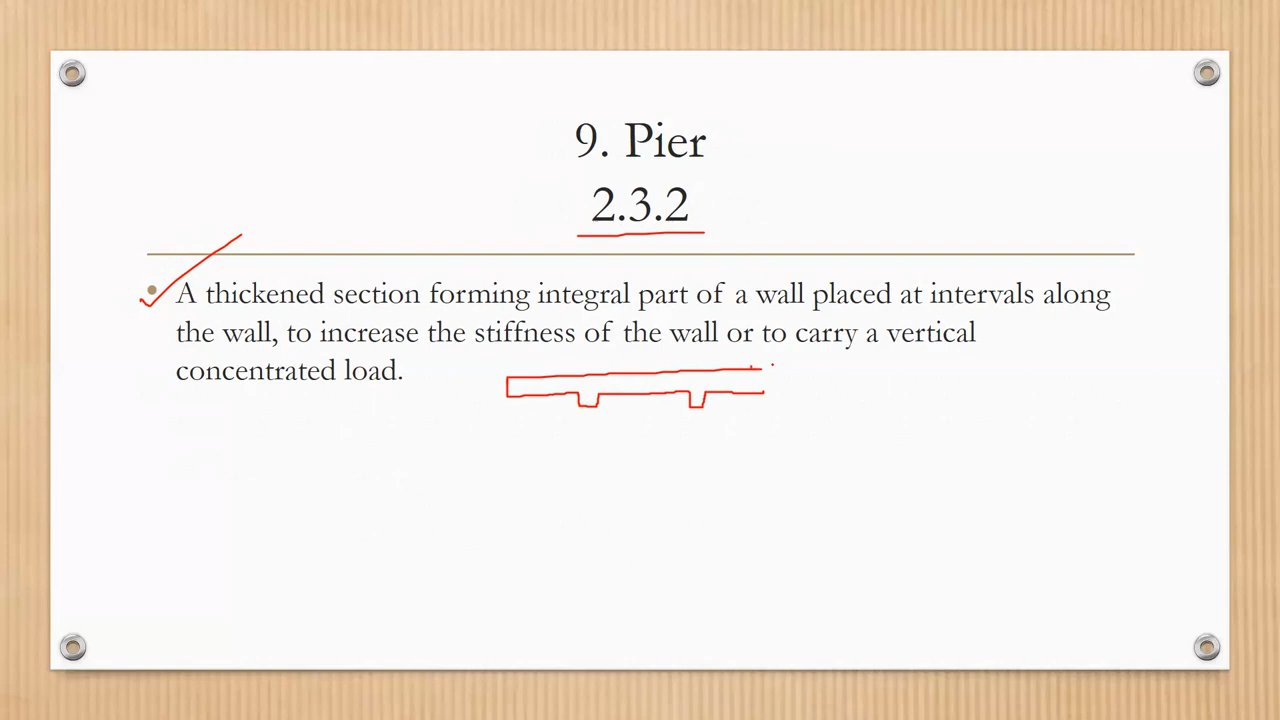 9. Pier
2.3.2
• A thickened section forming integral part of a wall placed at intervals along
the wall, to increase the stiffness of the wall or to carry a vertical
concentrated load.